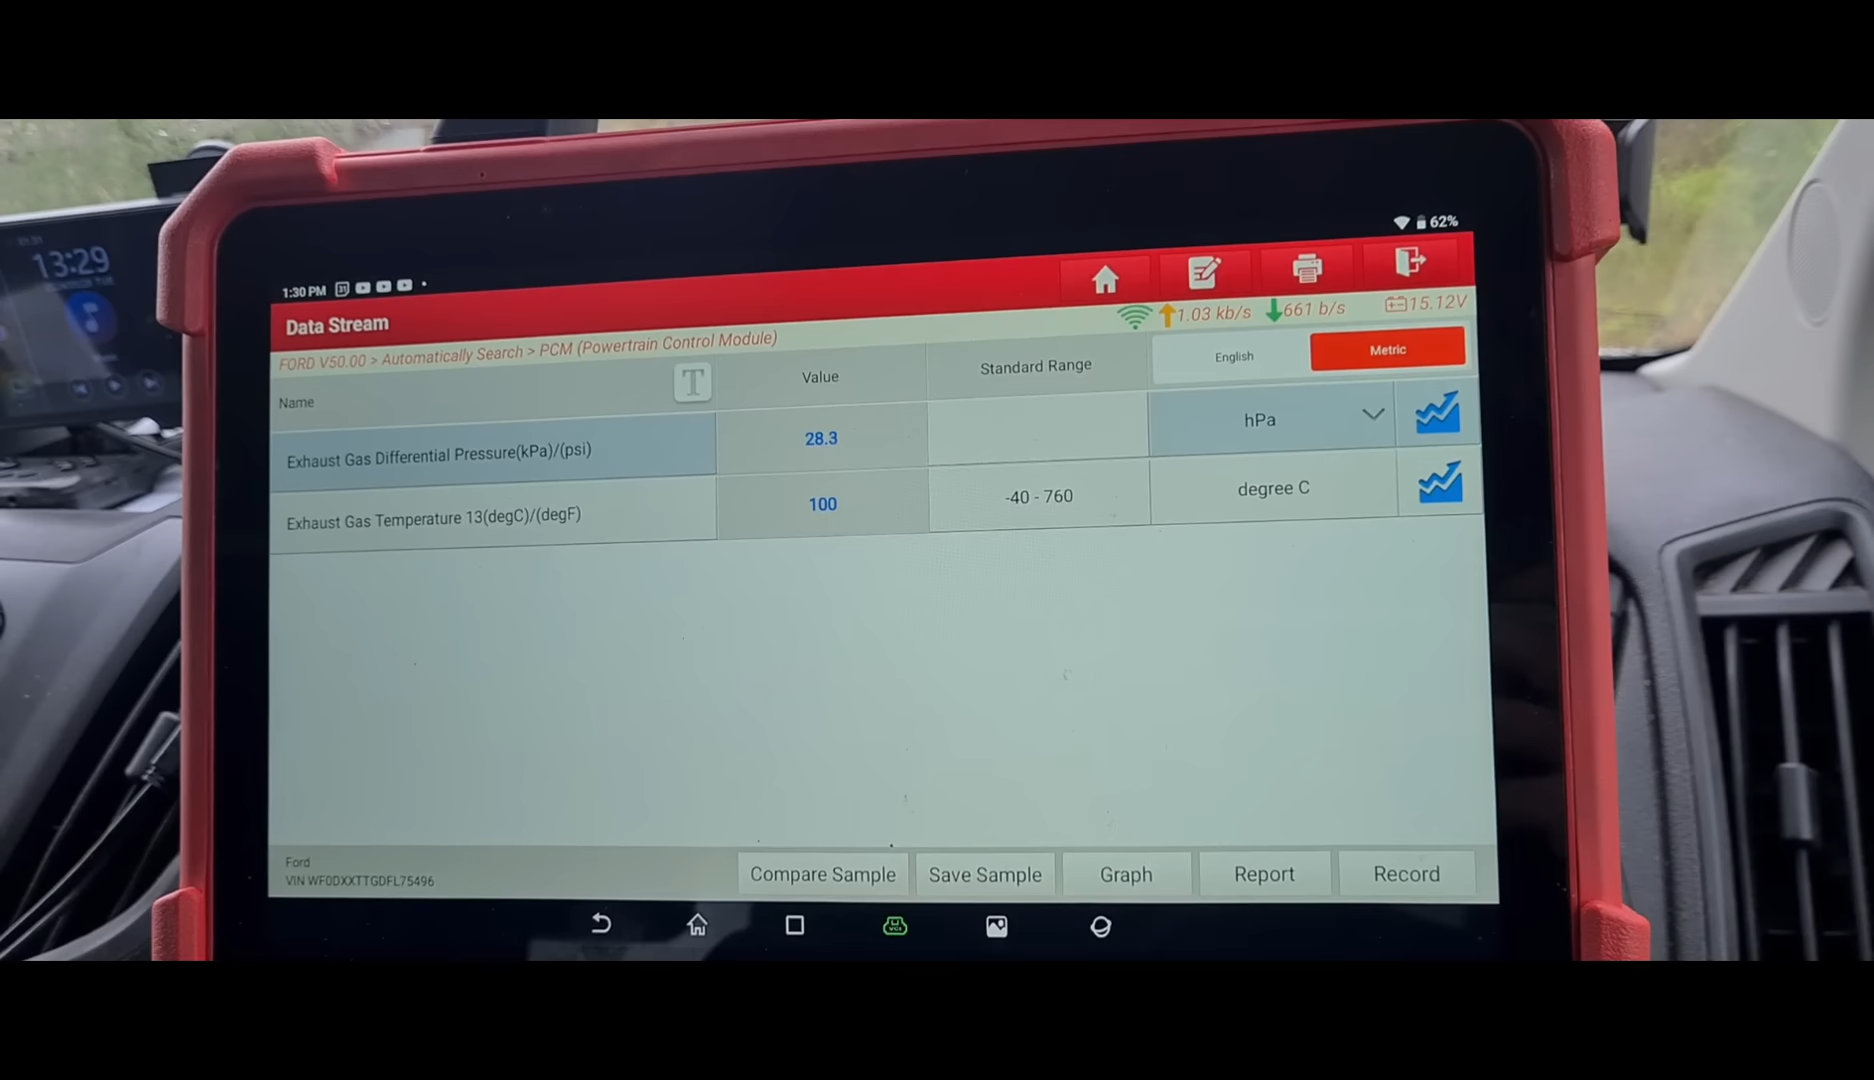 13:29
1:30 PM
31
62%
Data Stream
1.03 kb/s
661 b/s
15.12V
FORD V50.00 > Automatically Search > PCM (Powertrain Control Module)
Name
T
Value
Standard Range
English
Metric
Exhaust Gas Differential Pressure(kPa)/(psi)
28.3
hPa
Exhaust Gas Temperature 13(degC)/(degF)
100
-40 - 760
degree C
Ford
VIN WF0DXXTTGDFL75496
Compare Sample
Save Sample
Graph
Report
Record
VCI